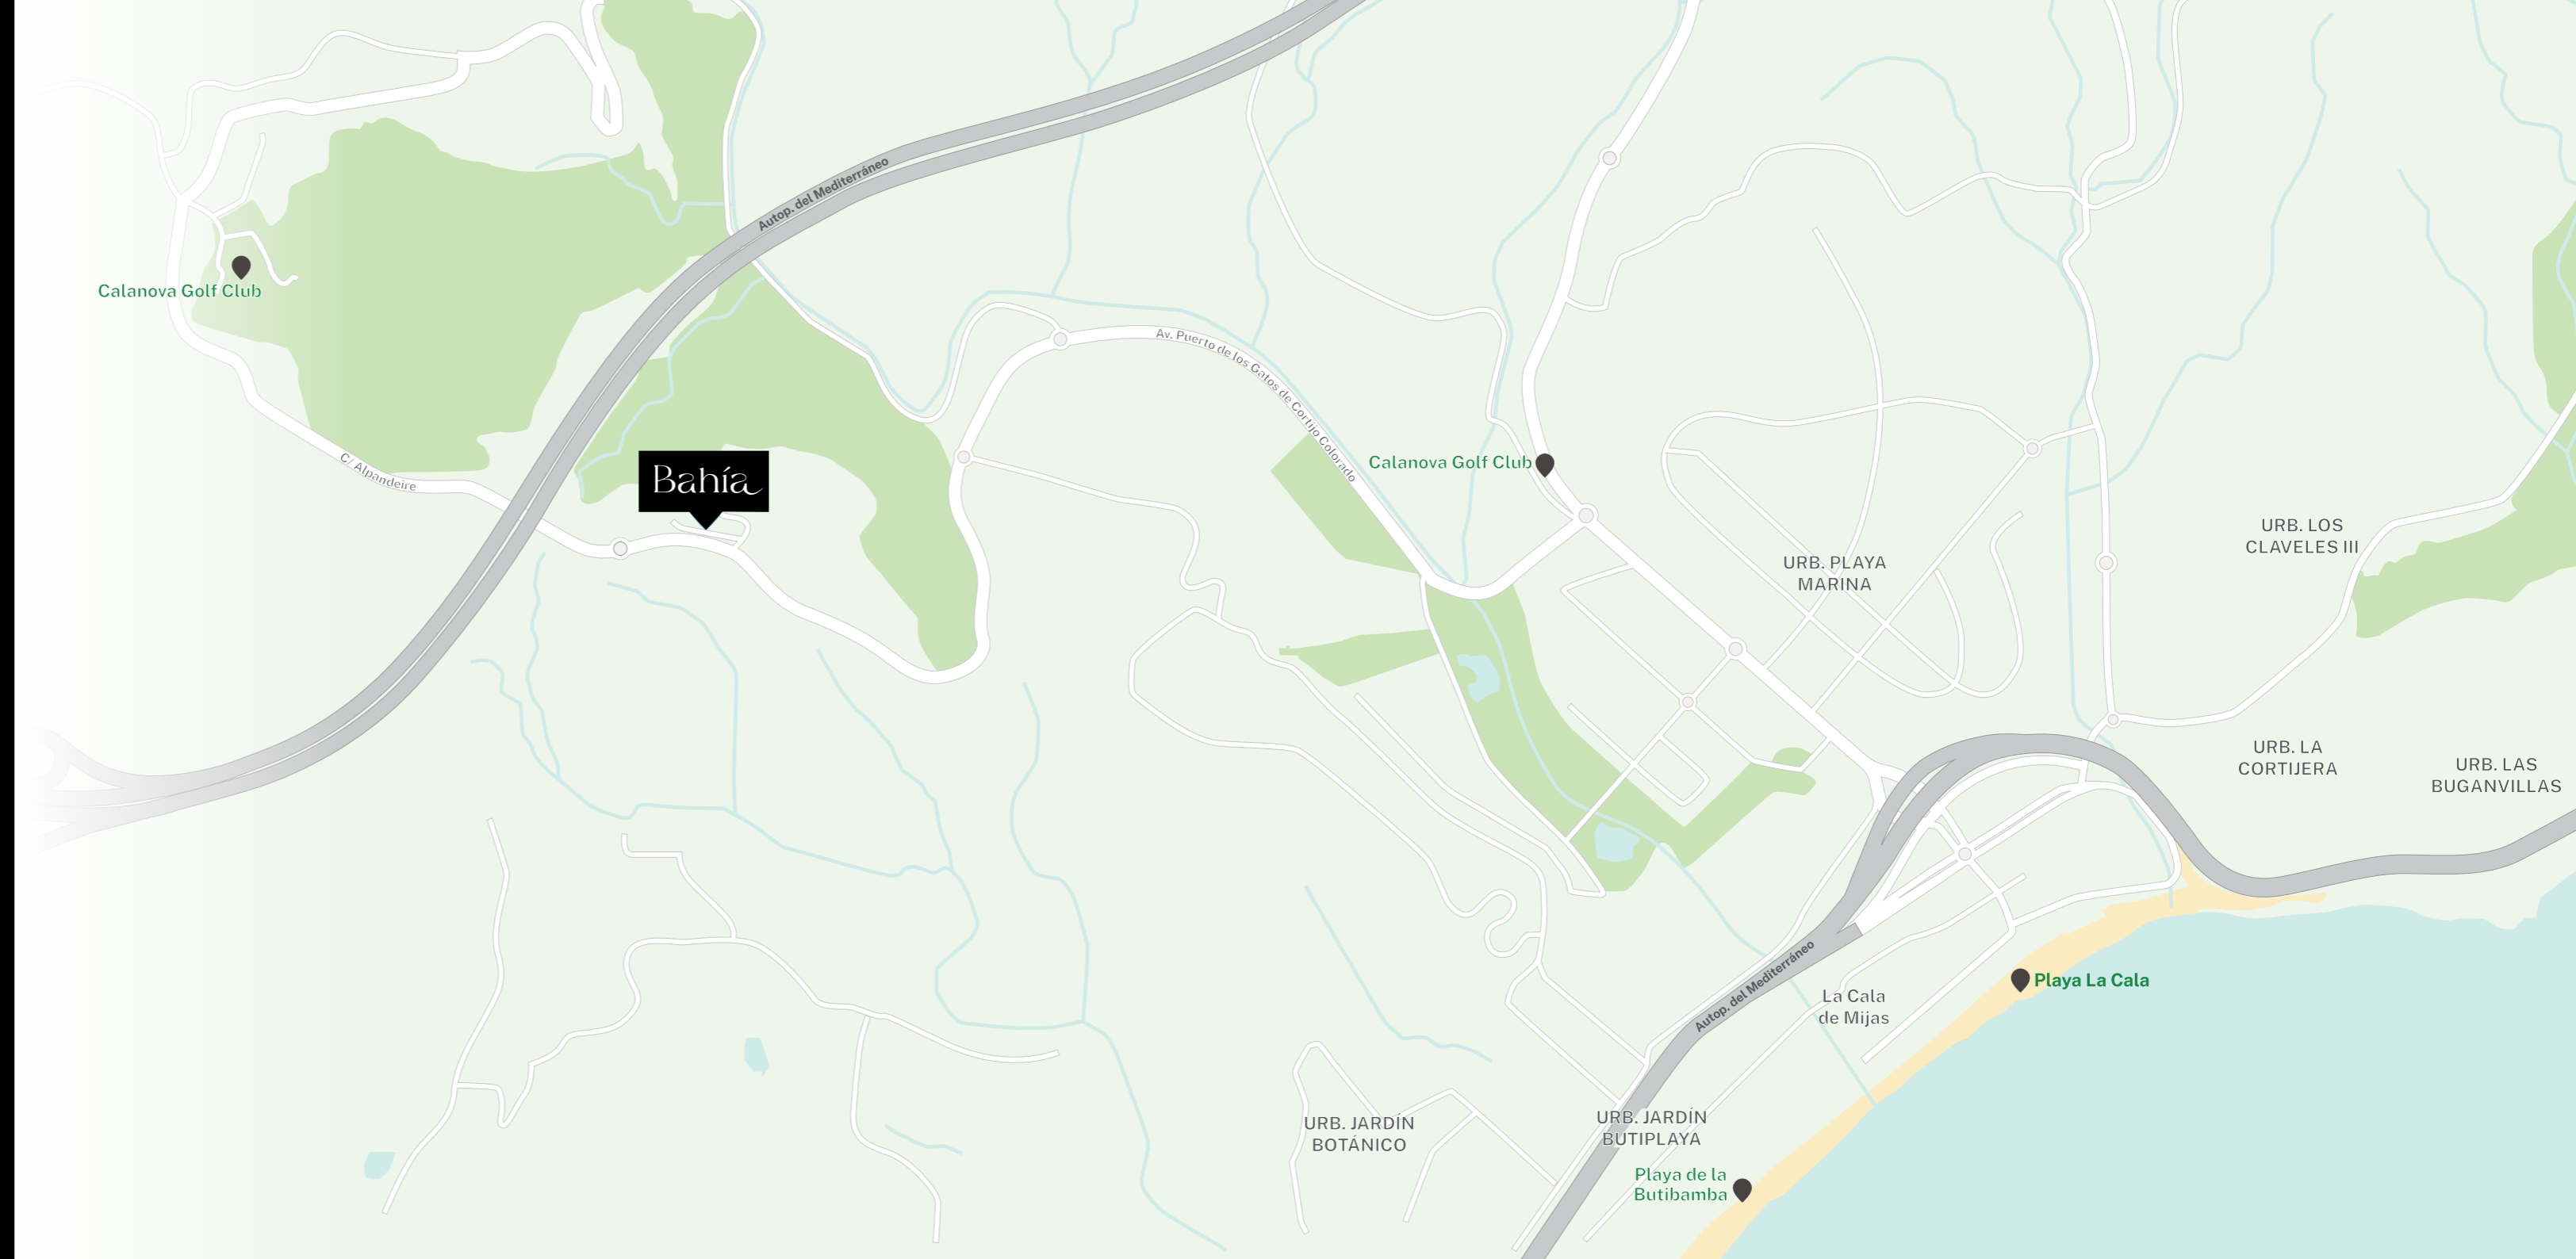 Autop. del Mediterráneo
Calanova Golf Club
Av. Puerto de los Gatos de Cortijo Colorado
C/ Alpandeire
Bahía
Calanova Golf Club
URB. PLAYA
MARINA
URB. LOS
CLAVELES III
URB. LA
CORTIJERA
URB. LAS
BUGANVILLAS
Autop. del Mediterráneo
Playa La Cala
La Cala
de Mijas
URB. JARDÍN
BOTÁNICO
URB. JARDÍN
BUTIPLAYA
Playa de la
Butibamba